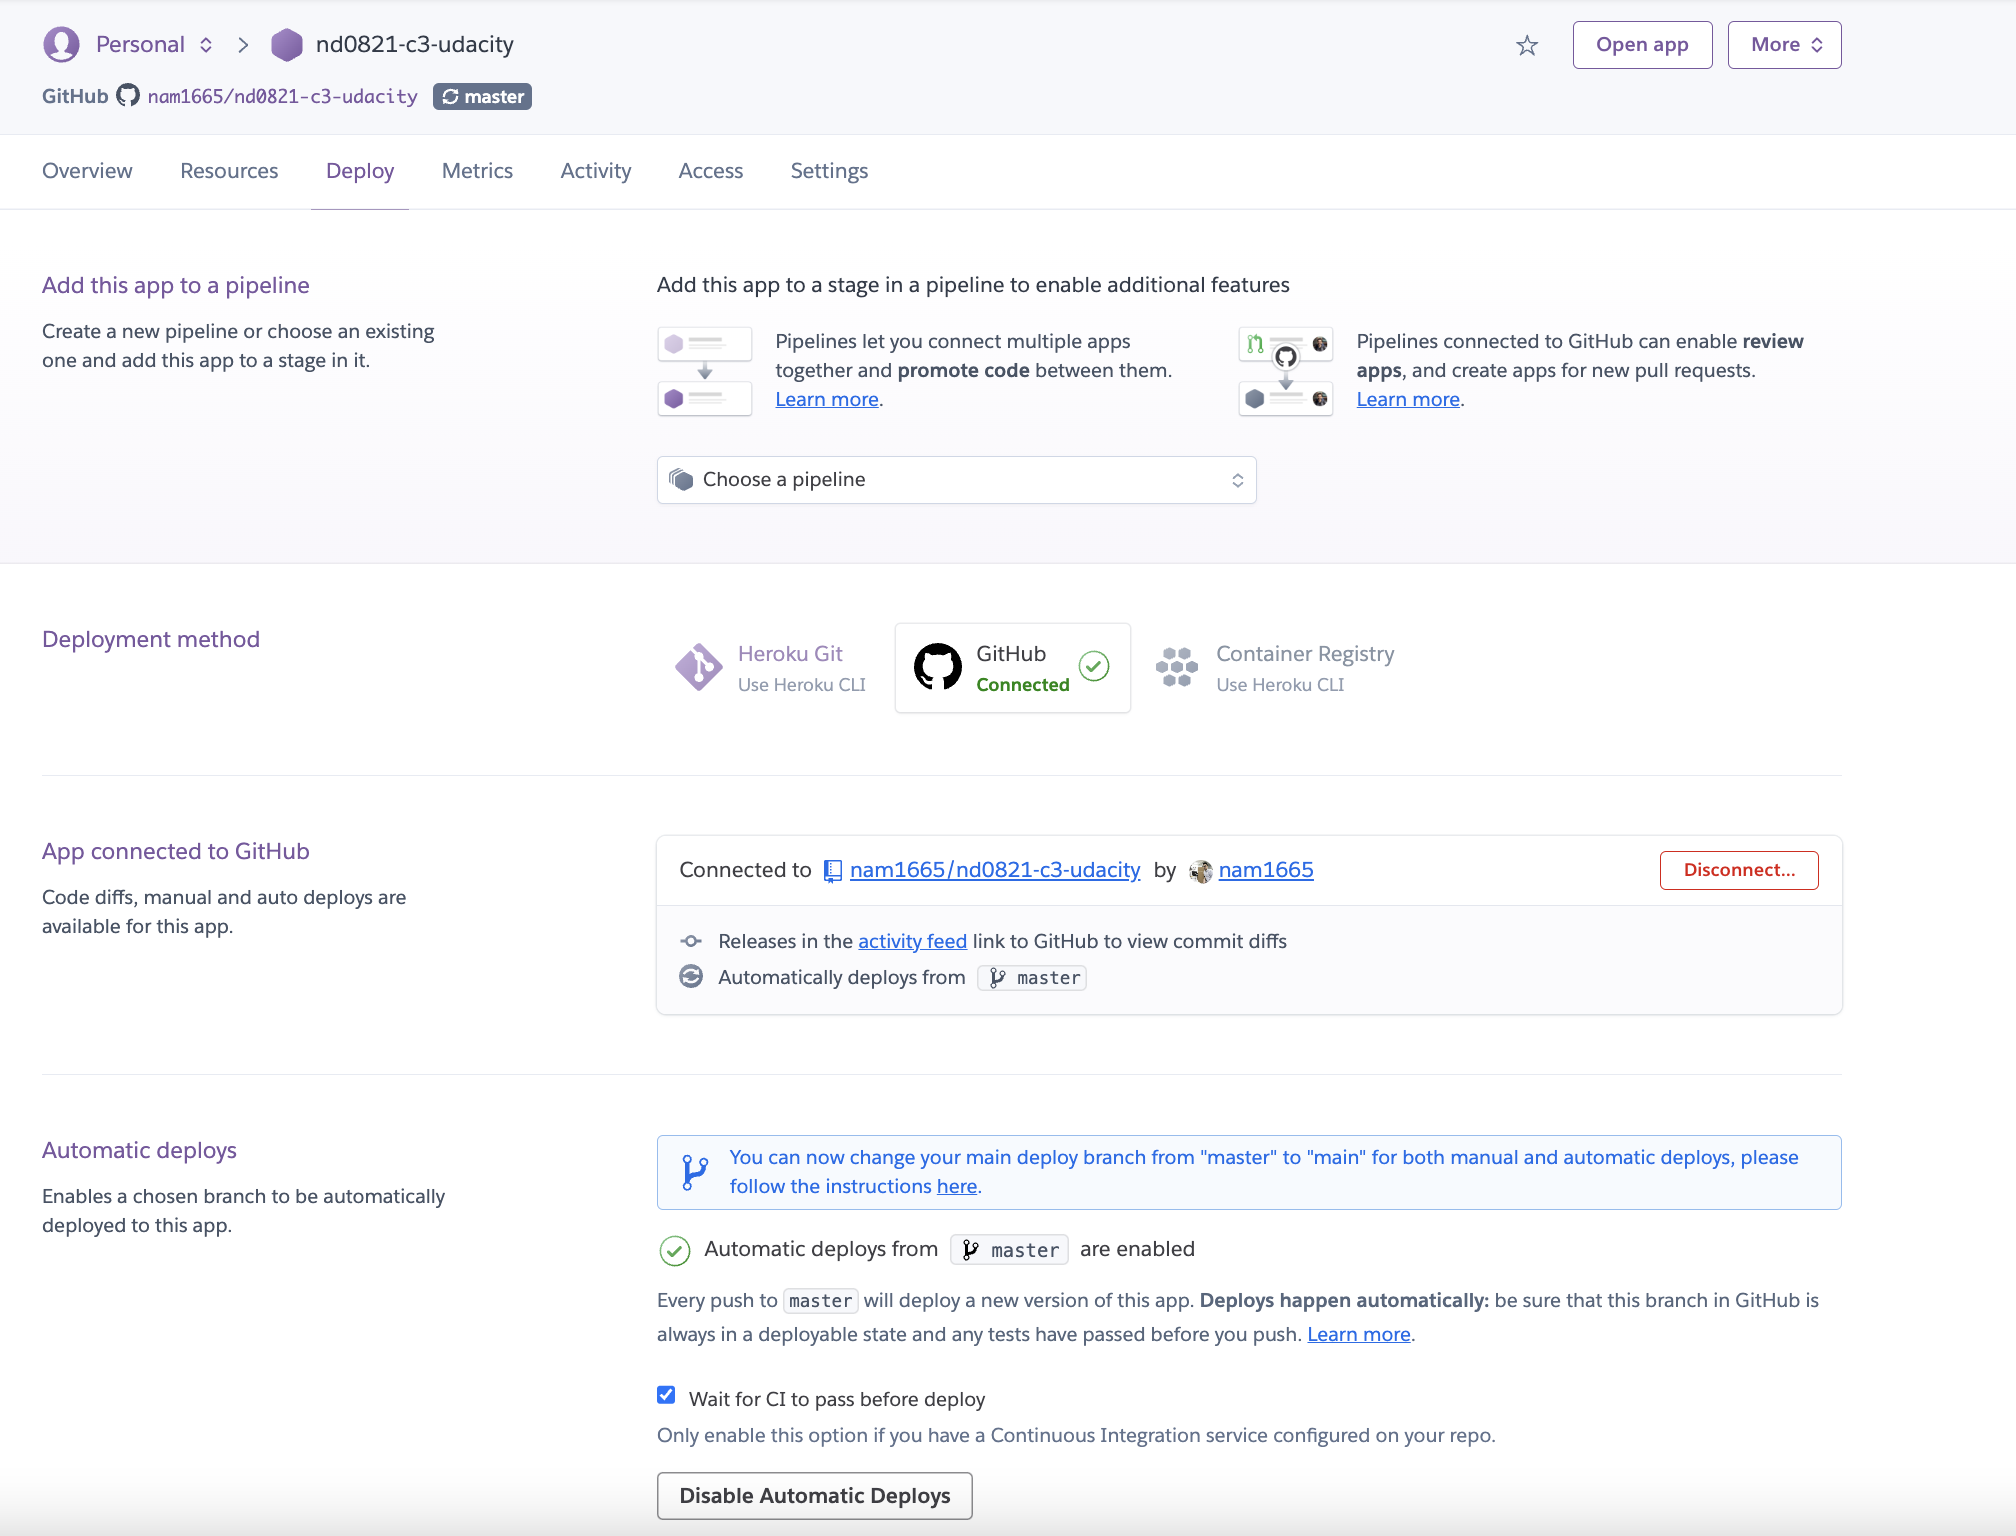 Personal > nd0821-c3-udacity
Open app
More
GitHub nam1665/nd0821-c3-udacity master
Overview Resources Deploy Metrics Activity Access Settings
Add this app to a pipeline
Create a new pipeline or choose an existing
one and add this app to a stage in it.
Add this app to a stage in a pipeline to enable additional features
Pipelines let you connect multiple apps
together and promote code between them.
Learn more.
Pipelines connected to GitHub can enable review
apps, and create apps for new pull requests.
Learn more.
Choose a pipeline
Deployment method
Heroku Git
Use Heroku CLI
GitHub
Connected
Container Registry
Use Heroku CLI
App connected to GitHub
Code diffs, manual and auto deploys are
available for this app.
Connected to nam1665/nd0821-c3-udacity by nam1665
Disconnect...
Releases in the activity feed link to GitHub to view commit diffs
Automatically deploys from master
Automatic deploys
Enables a chosen branch to be automatically
deployed to this app.
You can now change your main deploy branch from "master" to "main" for both manual and automatic deploys, please
follow the instructions here.
Automatic deploys from master are enabled
Every push to master will deploy a new version of this app. Deploys happen automatically: be sure that this branch in GitHub is
always in a deployable state and any tests have passed before you push. Learn more.
Wait for CI to pass before deploy
Only enable this option if you have a Continuous Integration service configured on your repo.
Disable Automatic Deploys